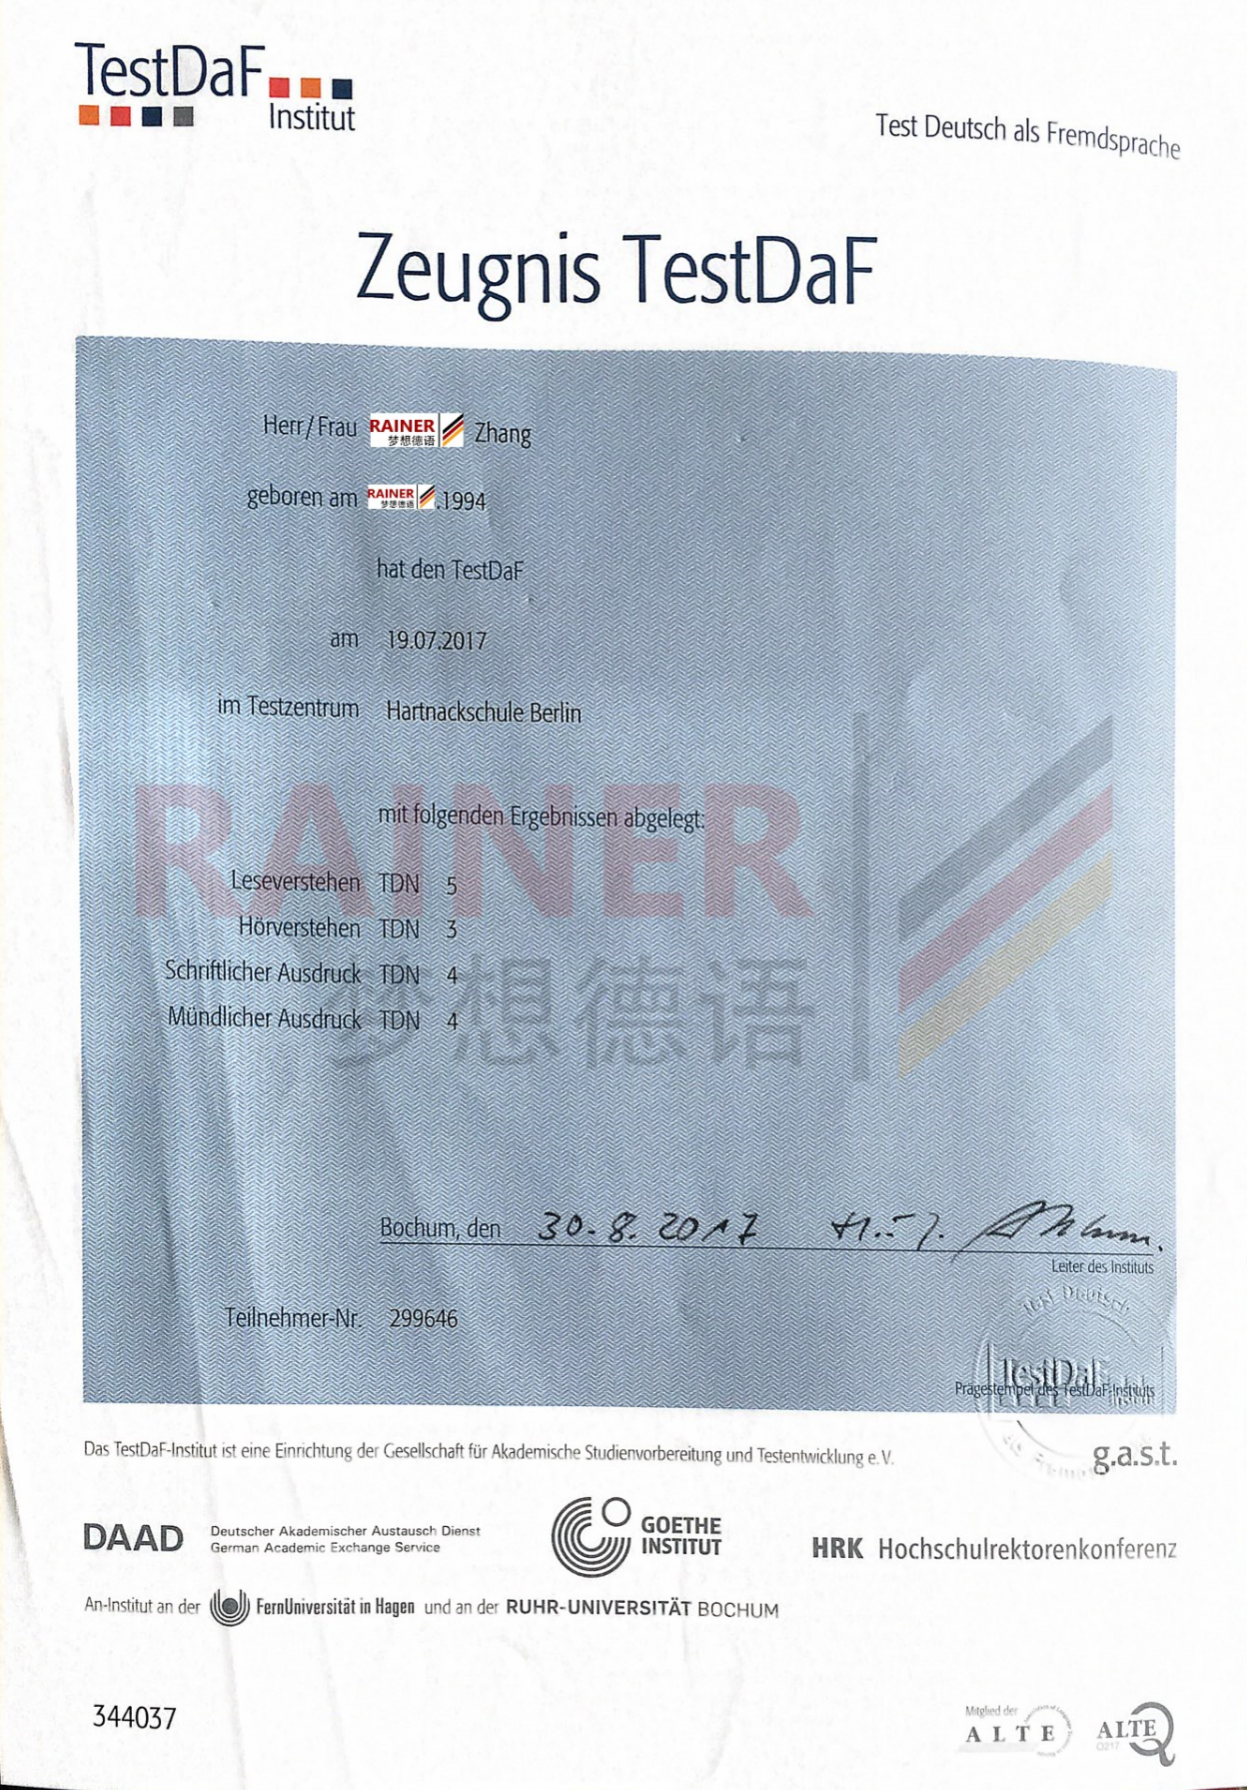 TestDaF
Institut
Test Deutsch als Fremdsprache
Zeugnis TestDaF
Herr/Frau RAINER 梦想德语 Zhang
geboren am RAINER 梦想德语 .1994
hat den TestDaF
am 19.07.2017
im Testzentrum Hartnackschule Berlin
mit folgenden Ergebnissen abgelegt:
RAINER
Leseverstehen TDN 5
Hörverstehen TDN 3
Schriftlicher Ausdruck TDN 4
Mündlicher Ausdruck TDN 4
梦想德语
Bochum, den 30.8.2017
Leiter des Instituts
Teilnehmer-Nr. 299646
Test Deutsch
TestDaF
Prägestempel des TestDaF-Instituts
Das TestDaF-Institut ist eine Einrichtung der Gesellschaft für Akademische Studienvorbereitung und Testentwicklung e.V.
g.a.s.t.
DAAD Deutscher Akademischer Austausch Dienst
German Academic Exchange Service
GOETHE
INSTITUT
HRK Hochschulrektorenkonferenz
An-Institut an der FernUniversität in Hagen und an der RUHR-UNIVERSITÄT BOCHUM
344037
Mitglied der
ALTE
ALTE